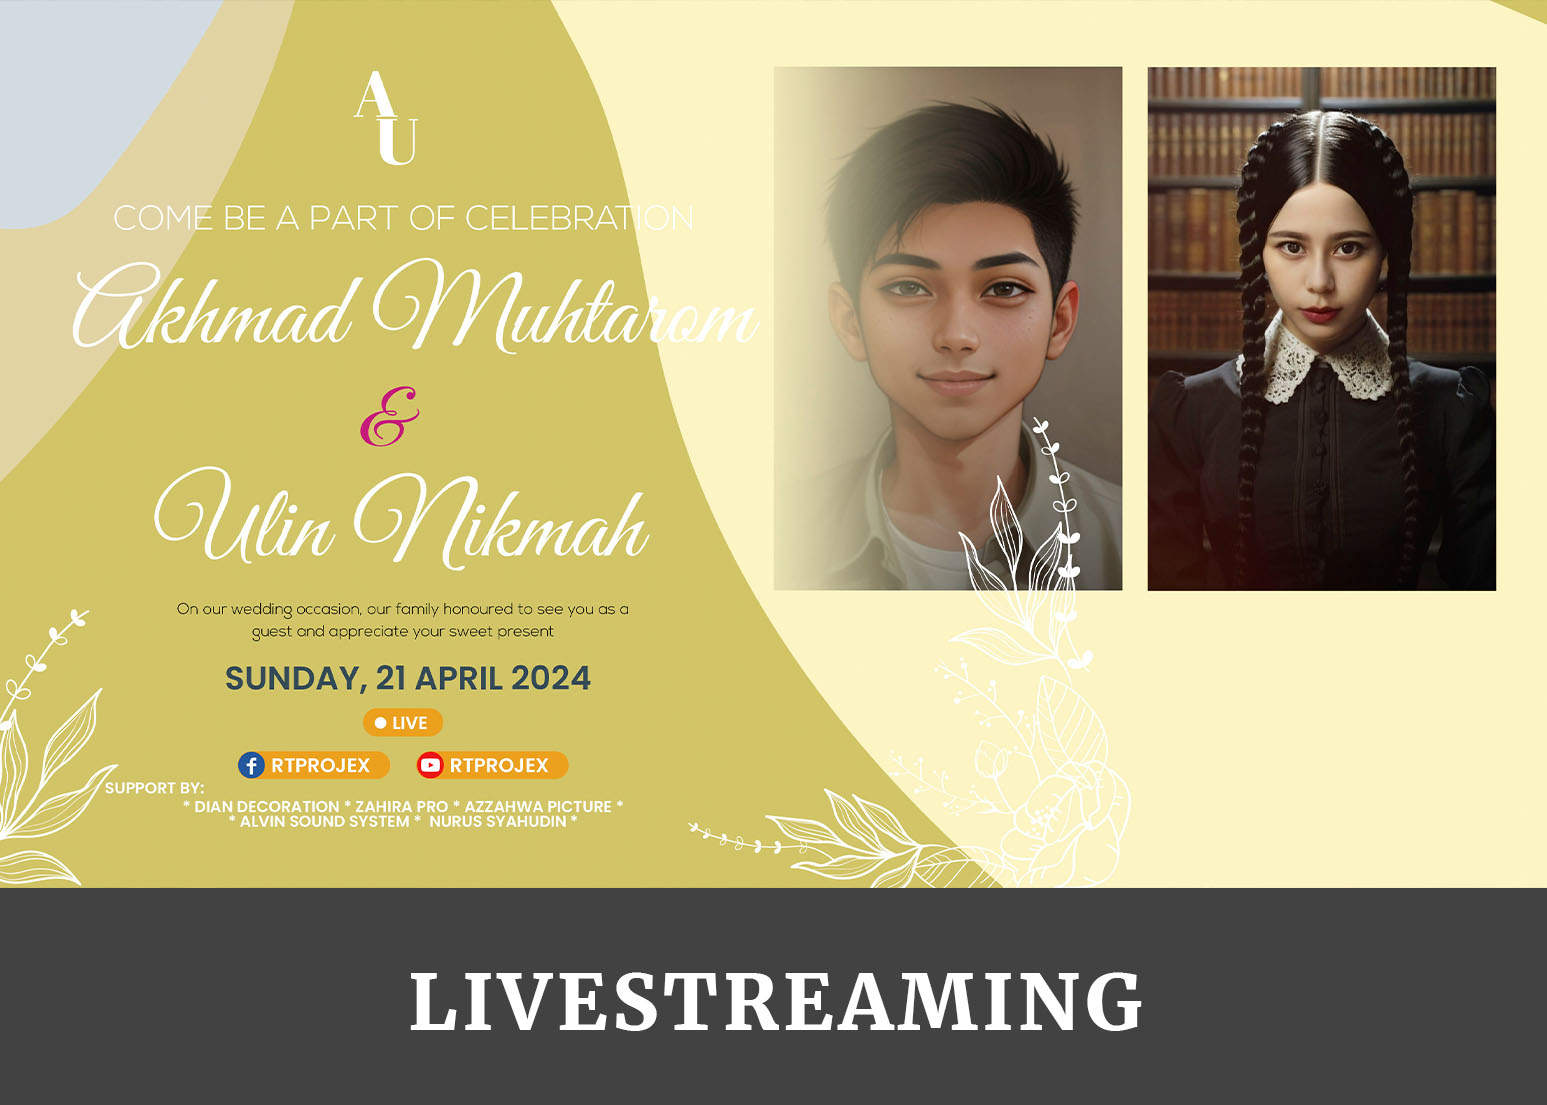 A
U
COME BE A PART OF CELEBRATION
Akhmad Muhtarom
&
Ulin Nikmah
On our wedding occasion, our family honoured to see you as a
guest and appreciate your sweet present
SUNDAY, 21 APRIL 2024
LIVE
RTPROJEX RTPROJEX
SUPPORT BY:
* DIAN DECORATION * ZAHIRA PRO * AZZAHWA PICTURE *
* ALVIN SOUND SYSTEM * NURUS SYAHUDIN *
LIVESTREAMING